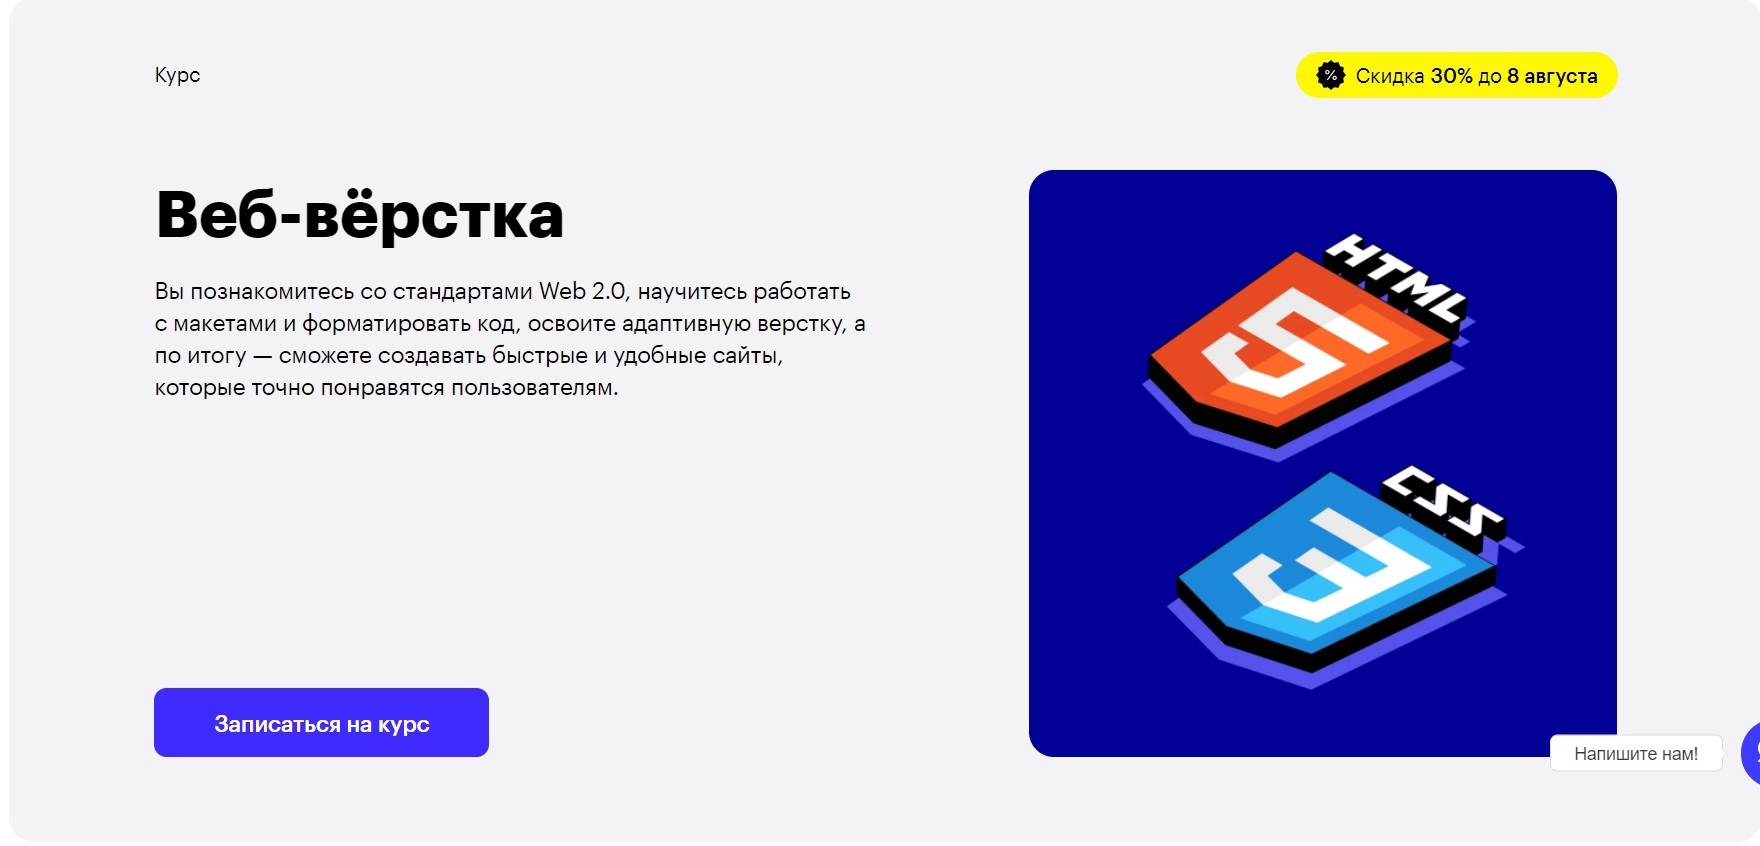 Курс
% Скидка 30% до 8 августа
Веб-вёрстка
Вы познакомитесь со стандартами Web 2.0, научитесь работать
с макетами и форматировать код, освоите адаптивную верстку, а
по итогу — сможете создавать быстрые и удобные сайты,
которые точно понравятся пользователям.
HTML
5
CSS
3
Записаться на курс
Напишите нам!